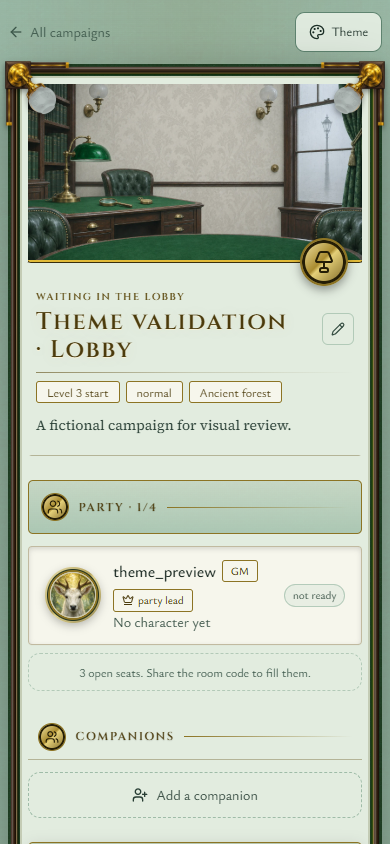 All campaigns
Theme
WAITING IN THE LOBBY
THEME VALIDATION
· LOBBY
Level 3 start
normal
Ancient forest
A fictional campaign for visual review.
PARTY · 1/4
theme_preview GM
party lead
not ready
No character yet
3 open seats. Share the room code to fill them.
COMPANIONS
Add a companion